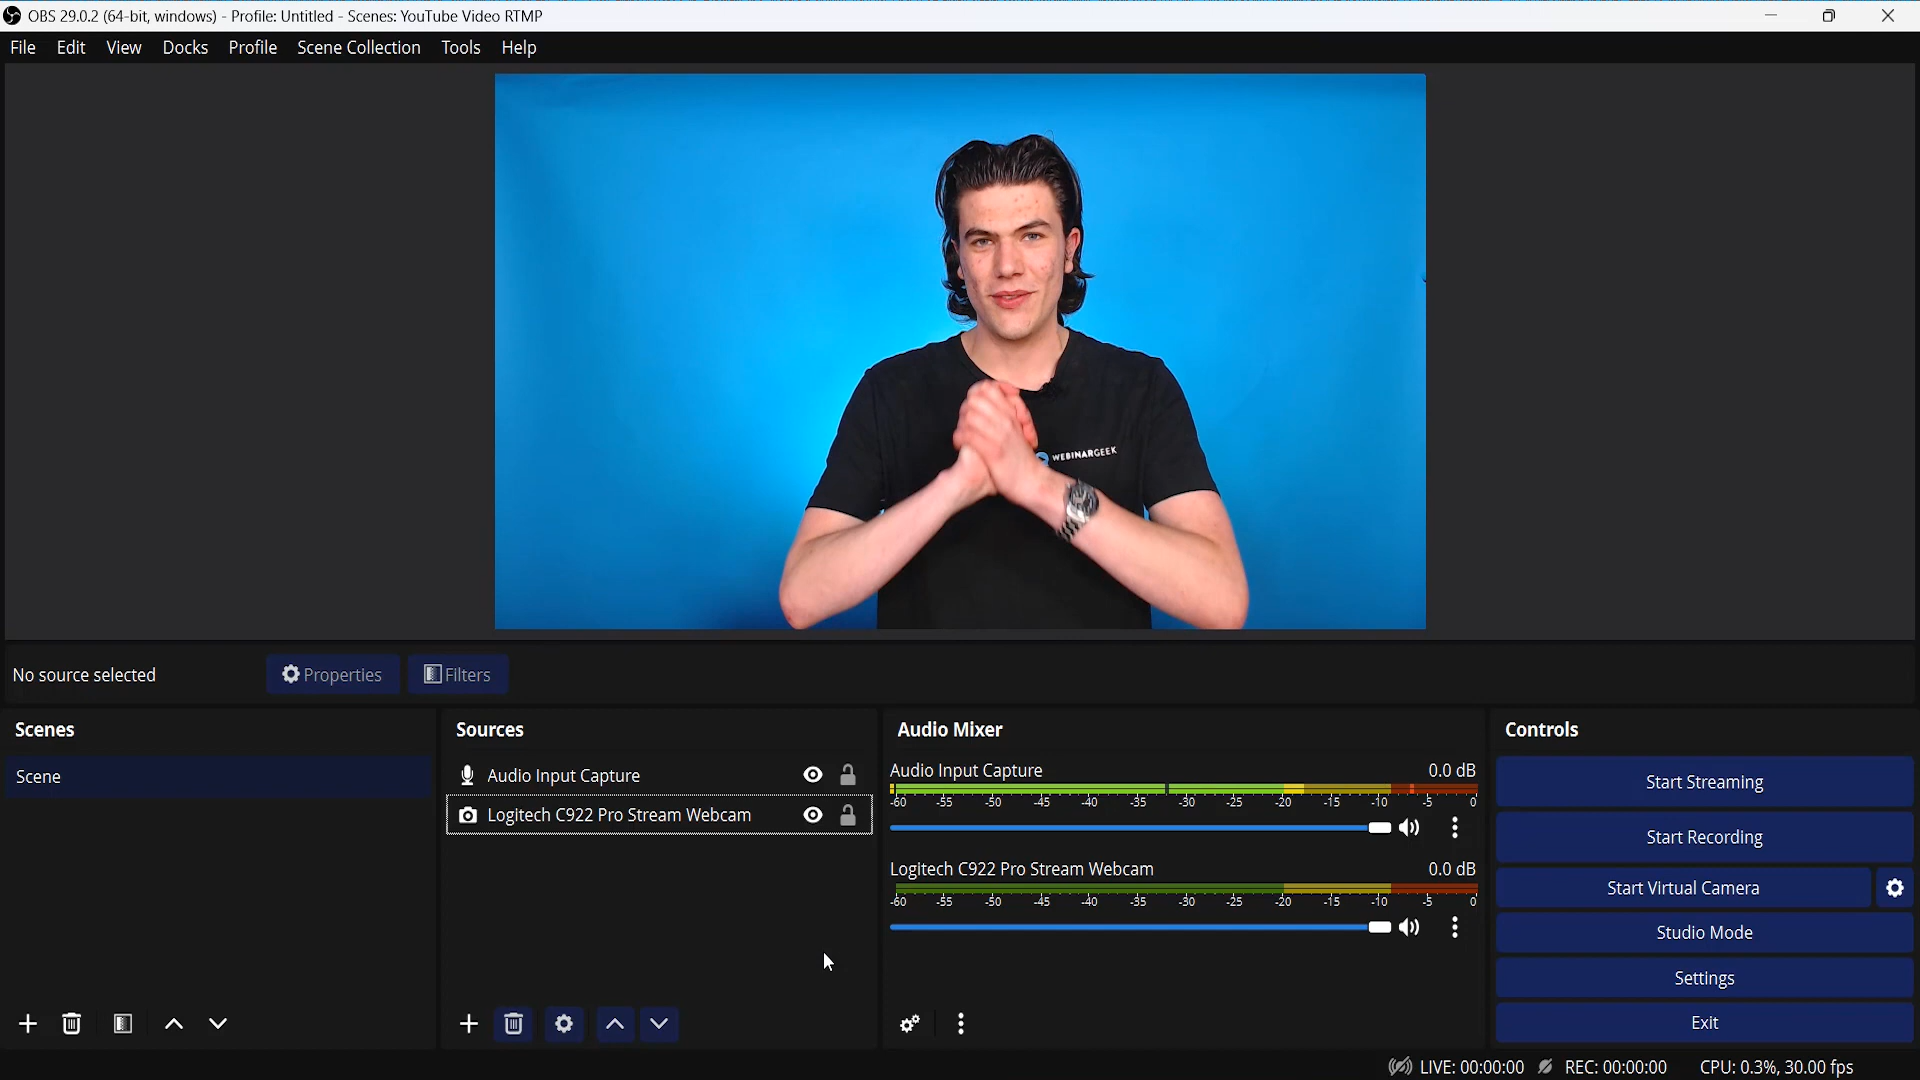 OBS 29.0.2 (64-bit, windows) - Profile: Untitled - Scenes: YouTube Video RTMP
File Edit View Docks Profile Scene Collection Tools Help
WEBINARGEEK
No source selected Properties Filters
Scenes
Scene
Sources
Audio Input Capture
Logitech C922 Pro Stream Webcam
Audio Mixer
Audio Input Capture 0.0 dB
-60 -55 -50 -45 -40 -35 -30 -25 -20 -15 -10 -5 0
Logitech C922 Pro Stream Webcam 0.0 dB
-60 -55 -50 -45 -40 -35 -30 -25 -20 -15 -10 -5 0
Controls
Start Streaming
Start Recording
Start Virtual Camera
Studio Mode
Settings
Exit
LIVE: 00:00:00 REC: 00:00:00 CPU: 0.3%, 30.00 fps